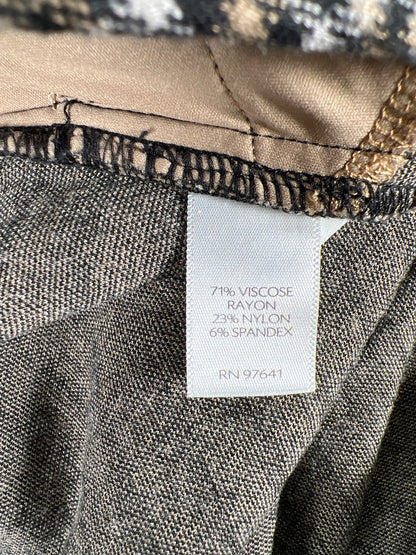 71% VISCOSE
RAYON
23% NYLON
6% SPANDEX
RN 97641